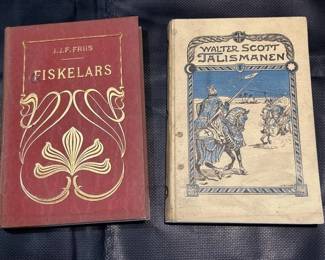 J.J.F. FRIIS
FISKELARS
WALTER SCOTT
TALISMANEN